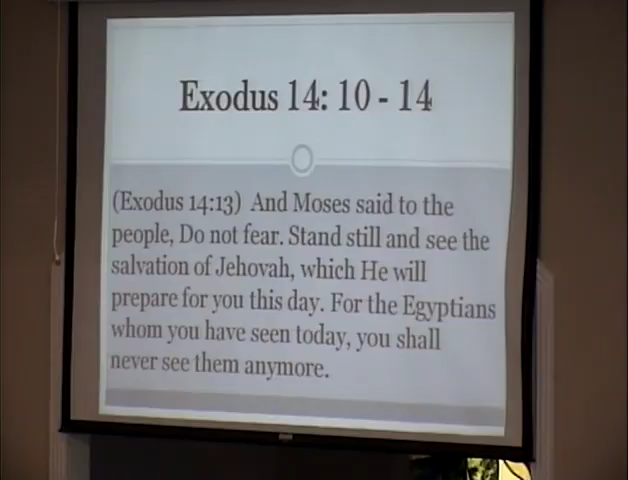 Exodus 14: 10 - 14
(Exodus 14:13) And Moses said to the
people, Do not fear. Stand still and see the
salvation of Jehovah, which He will
prepare for you this day. For the Egyptians
whom you have seen today, you shall
never see them anymore.